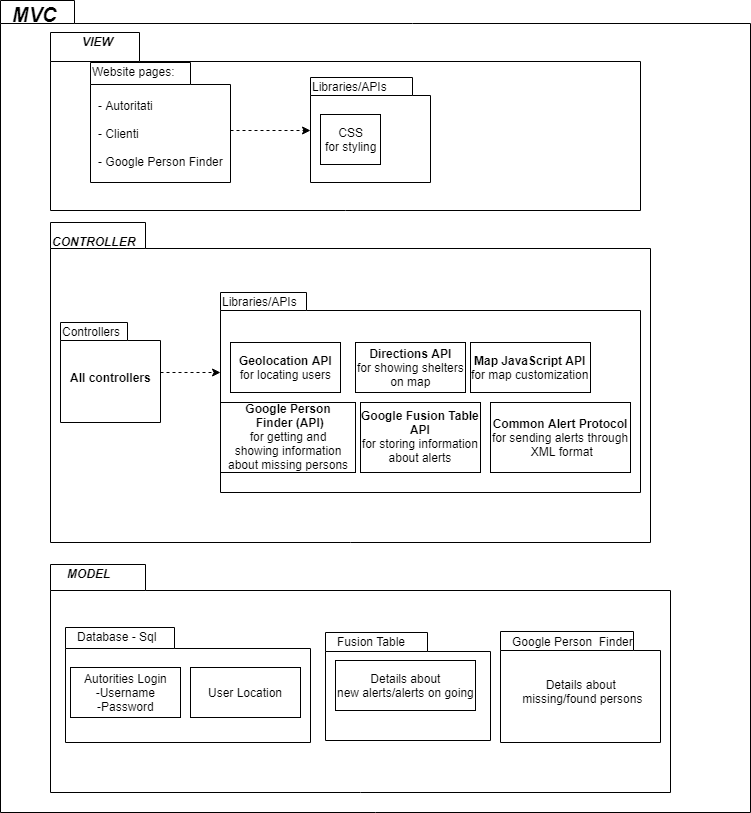 MVC
VIEW
Website pages:
- Autoritati
- Clienti
- Google Person Finder
Libraries/APIs
CSS
for styling
CONTROLLER
Controllers
All controllers
Libraries/APIs
Geolocation API
for locating users
Directions API
for showing shelters
on map
Map JavaScript API
for map customization
Google Person
Finder (API)
for getting and
showing information
about missing persons
Google Fusion Table
API
for storing information
about alerts
Common Alert Protocol
for sending alerts through
XML format
MODEL
Database - Sql
Autorities Login
-Username
-Password
User Location
Fusion Table
Details about
new alerts/alerts on going
Google Person Finder
Details about
missing/found persons